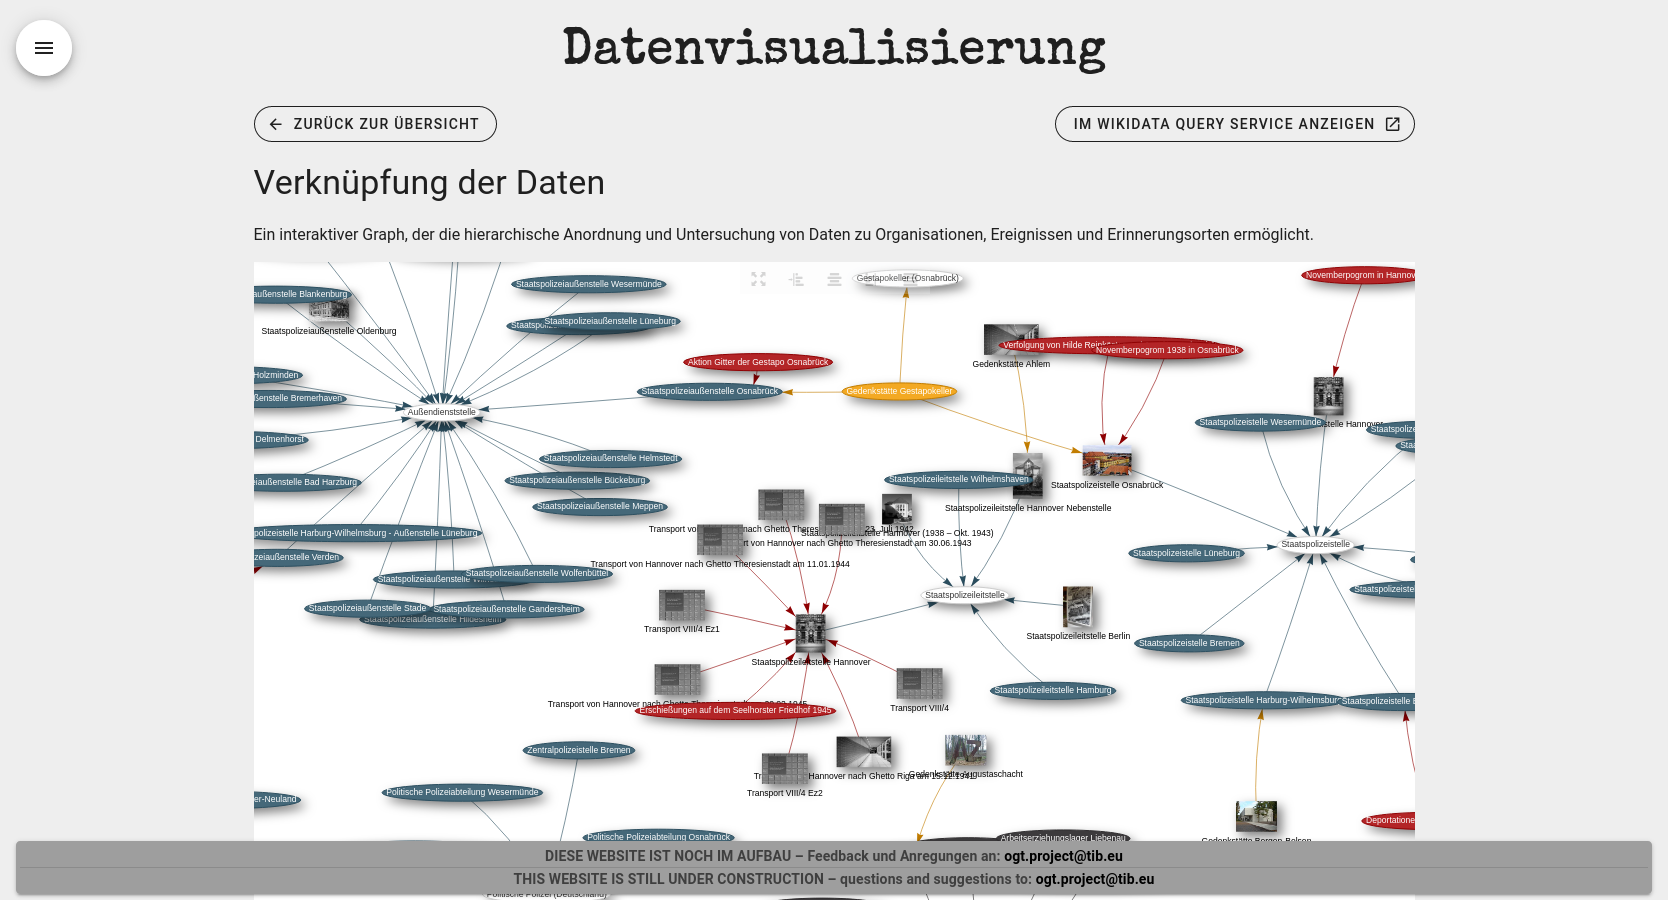 Datenvisualisierung
ZURÜCK ZUR ÜBERSICHT
IM WIKIDATA QUERY SERVICE ANZEIGEN
Verknüpfung der Daten
Ein interaktiver Graph, der die hierarchische Anordnung und Untersuchung von Daten zu Organisationen, Ereignissen und Erinnerungsorten ermöglicht.
Gestapokeller (Osnabrück)
Novemberpogrom in Hannov
Staatspolizeiaußenstelle Wesermünde
außenstelle Blankenburg
Staatspolizeiaußenstelle Oldenburg
Staatspolizeiaußenstelle Lüneburg
Verfolgung von Hilde
Novemberpogrom 1938 in Osnabrück
Gedenkstätte Ahlem
Aktion Gitter der Gestapo Osnabrück
Holzminden
Staatspolizeiaußenstelle Osnabrück
Gedenkstätte Gestapokeller
ßenstelle Bremerhaven
Außendienststelle
Staatspolizeistelle Wesermünde
stelle Hannover
Staatspolize
Delmenhorst
Staatspolizeiaußenstelle Helmstedt
Staatspolizeiaußenstelle Bückeburg
iaußenstelle Bad Harzburg
Staatspolizeileitstelle Wilhelmshaven
Staatspolizeistelle Osnabrück
Staatspolizeiaußenstelle Meppen
Staatspolizeileitstelle Hannover Nebenstelle
polizeistelle Harburg-Wilhelmsburg - Außenstelle Lüneburg
Transport vo
nach Ghetto Theres
23. Juli 1942
Hannover (1938 – Okt. 1943)
rt von Hannover nach Ghetto Theresienstadt am 30.06.1943
Staatspolizeistelle
Staatspolizeistelle Lüneburg
zeiaußenstelle Verden
Transport von Hannover nach Ghetto Theresienstadt am 11.01.1944
Staatspolizeiaußenstelle Wolfenbüttel
Staatspolizeiaußenstelle
Staatspolizeileitstelle
Staatspolizeiste
Staatspolizeiaußenstelle Stade
Staatspolizeiaußenstelle Gandersheim
Staatspolizeiaußenstelle Hildesheim
Transport VIII/4 Ez1
Staatspolizeileitstelle Berlin
Staatspolizeistelle Bremen
Staatspolizeileitstelle Hannover
Staatspolizeileitstelle Hamburg
Transport von Hannover nach
Erschießungen auf dem Seelhorster Friedhof 1945
Transport VIII/4
Staatspolizeistelle Harburg-Wilhelmsburg
Staatspolizeistelle
Zentralpolizeistelle Bremen
Hannover nach Ghetto Riga am 15.12.1941
Gedenkstätte Augustaschacht
Transport VIII/4 Ez2
Politische Polizeiabteilung Wesermünde
er-Neuland
Deportatione
Politische Polizeiabteilung Osnabrück
Arbeitserziehungslager Liebenau
Gedenkstätte Bergen-Belsen
DIESE WEBSITE IST NOCH IM AUFBAU – Feedback und Anregungen an: ogt.project@tib.eu
THIS WEBSITE IS STILL UNDER CONSTRUCTION – questions and suggestions to: ogt.project@tib.eu
Politische Polizei (Deutschland)